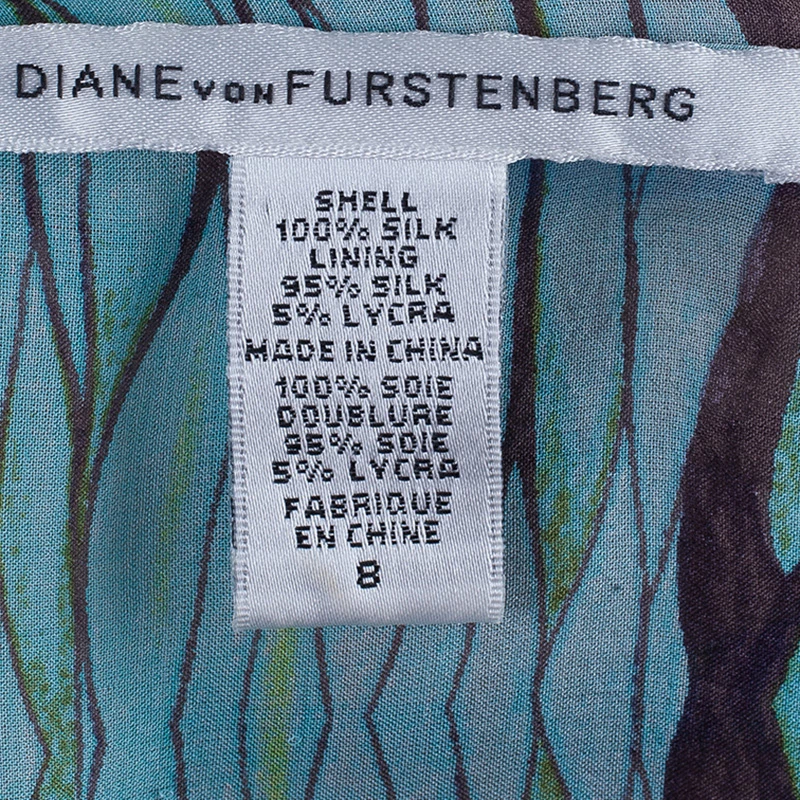 DIANE VON FURSTENBERG
SHELL
100% SILK
LINING
95% SILK
5% LYCRA
MADE IN CHINA
100% SOIE
DOUBLURE
95% SOIE
5% LYCRA
FABRIQUE
EN CHINE
8